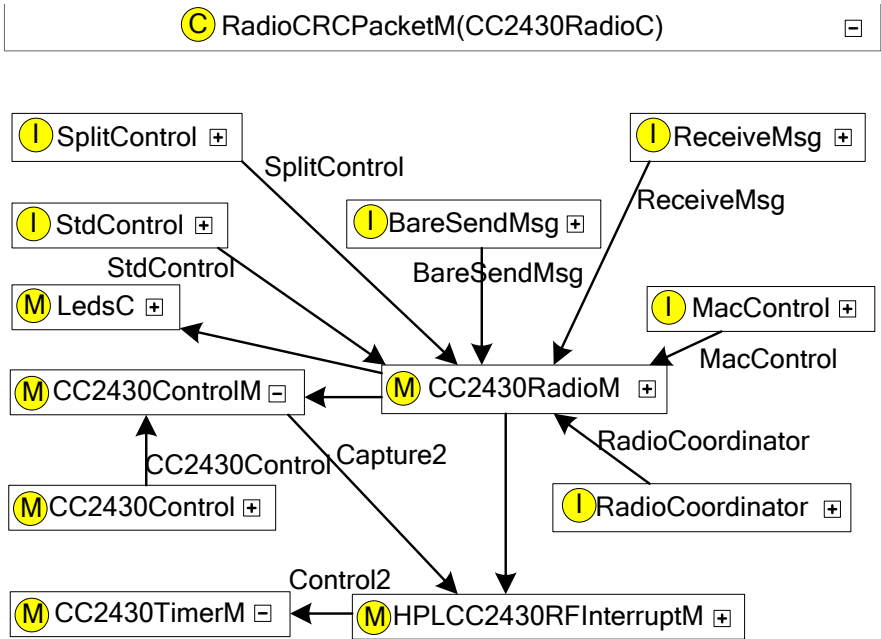 C RadioCRCPacketM(CC2430RadioC)
I SplitControl
I ReceiveMsg
SplitControl
ReceiveMsg
I StdControl
I BareSendMsg
StdControl
BareSendMsg
M LedsC
I MacControl
MacControl
M CC2430ControlM
M CC2430RadioM
CC2430Control
Capture2
RadioCoordinator
M CC2430Control
I RadioCoordinator
Control2
M CC2430TimerM
M HPLCC2430RFInterruptM